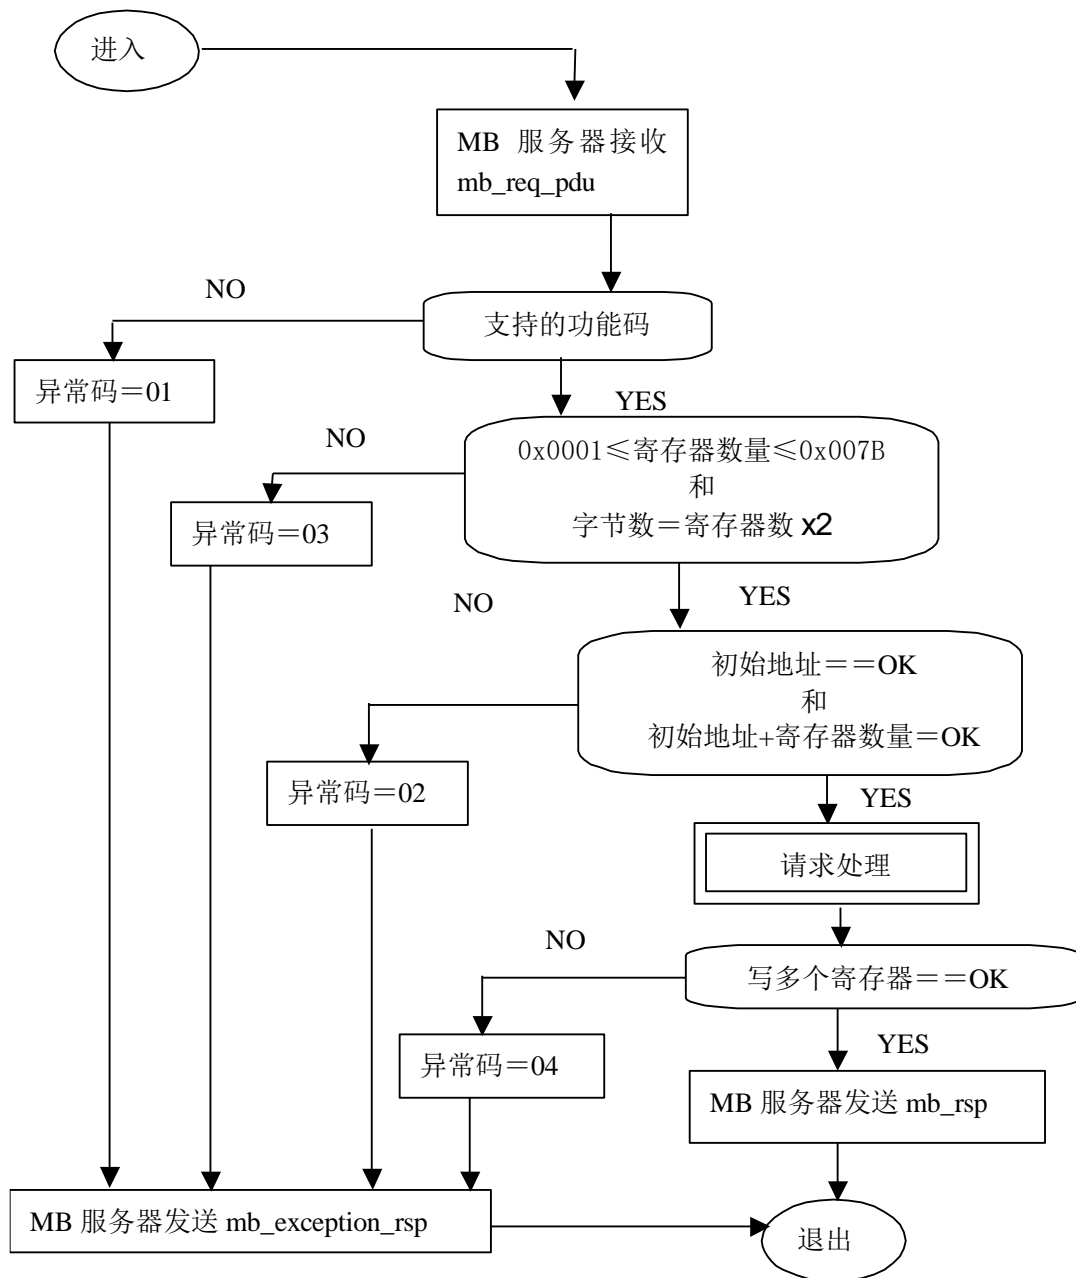 进入
MB 服务器接收
mb_req_pdu
NO
支持的功能码
异常码＝01
YES
NO
0x0001≤寄存器数量≤0x007B
和
字节数＝寄存器数 x2
异常码＝03
NO
YES
初始地址＝＝OK
和
初始地址+寄存器数量＝OK
异常码＝02
YES
请求处理
NO
写多个寄存器＝＝OK
异常码＝04
YES
MB 服务器发送 mb_rsp
MB 服务器发送 mb_exception_rsp
退出